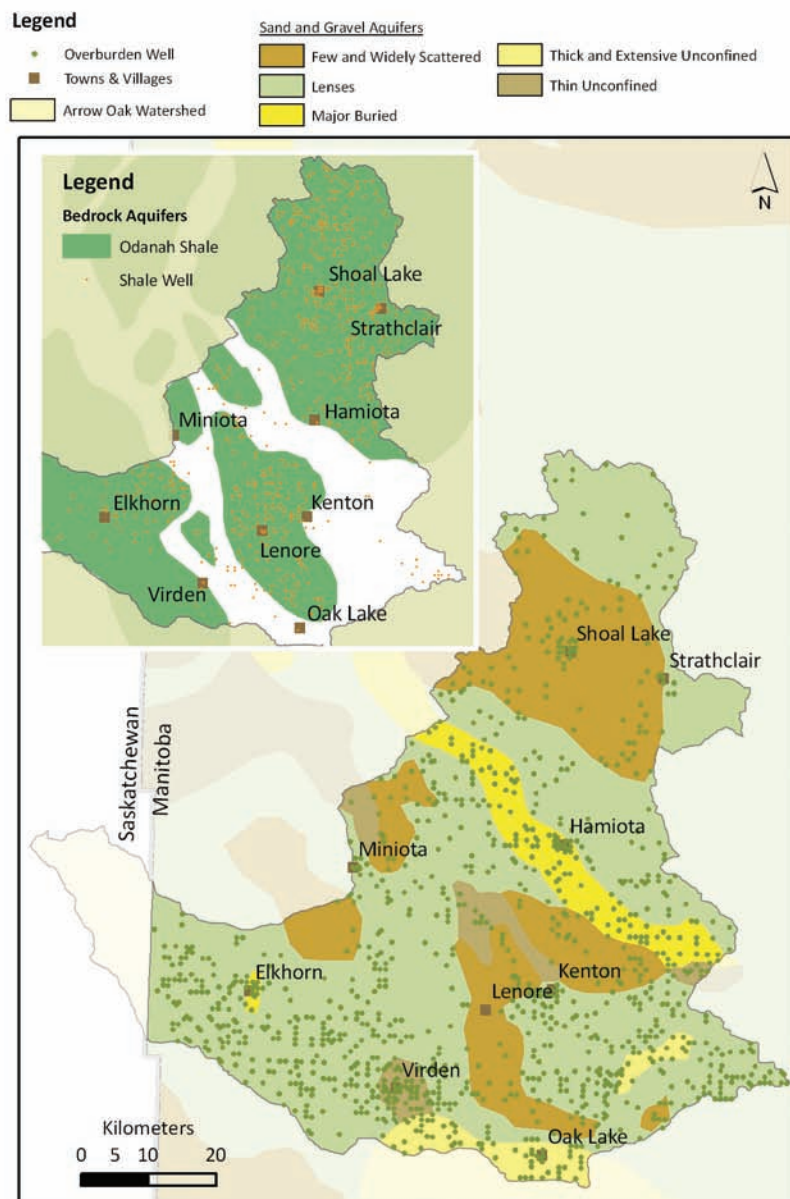 Legend
Overburden Well
Towns & Villages
Arrow Oak Watershed
Sand and Gravel Aquifers
Few and Widely Scattered
Lenses
Major Buried
Thick and Extensive Unconfined
Thin Unconfined
N
Legend
Bedrock Aquifers
Odanah Shale
Shale Well
Shoal Lake
Strathclair
Hamiota
Miniota
Elkhorn
Kenton
Lenore
Virden
Oak Lake
Shoal Lake
Strathclair
Saskatchewan
Manitoba
Hamiota
Miniota
Elkhorn
Kenton
Lenore
Virden
Oak Lake
Kilometers
0 5 10 20